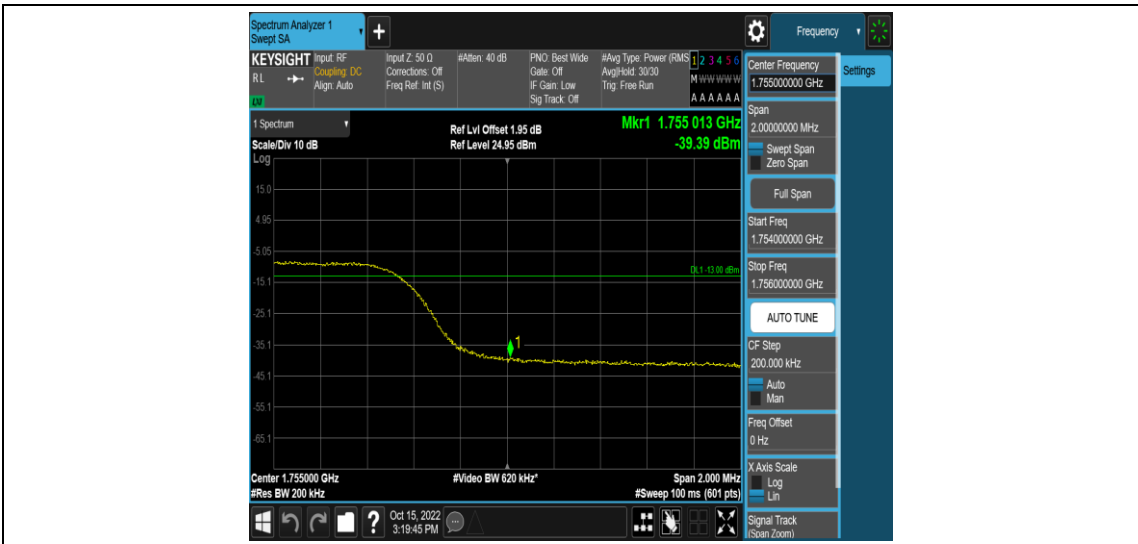 Spectrum Analyzer 1
Swept SA
+
Frequency
KEYSIGHT
RL
LXI
Input: RF
Coupling: DC
Align: Auto
Input Z: 50 Ω
Corrections: Off
Freq Ref: Int (S)
#Atten: 40 dB
PNO: Best Wide
Gate: Off
IF Gain: Low
Sig Track: Off
#Avg Type: Power (RMS
Avg|Hold: 30/30
Trig: Free Run
1 2 3 4 5 6
M W W W W W
A A A A A A
1 Spectrum
Scale/Div 10 dB
Log
Ref Lvl Offset 1.95 dB
Ref Level 24.95 dBm
Mkr1 1.755 013 GHz
-39.39 dBm
15.0
4.95
-5.05
-15.1
-25.1
-35.1
-45.1
-55.1
-65.1
DL1 -13.00 dBm
1
Center 1.755000 GHz
#Res BW 200 kHz
#Video BW 620 kHz*
Span 2.000 MHz
#Sweep 100 ms (601 pts)
Center Frequency
1.755000000 GHz
Settings
Span
2.00000000 MHz
Swept Span
Zero Span
Full Span
Start Freq
1.754000000 GHz
Stop Freq
1.756000000 GHz
AUTO TUNE
CF Step
200.000 kHz
Auto
Man
Freq Offset
0 Hz
X Axis Scale
Log
Lin
Signal Track
(Span Zoom)
?
Oct 15, 2022
3:19:45 PM